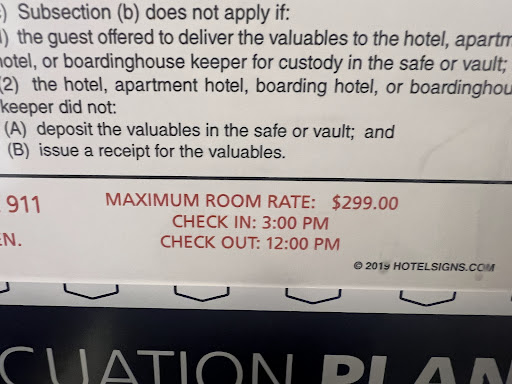 ) Subsection (b) does not apply if:
) the guest offered to deliver the valuables to the hotel, apartm
otel, or boardinghouse keeper for custody in the safe or vault;
2) the hotel, apartment hotel, boarding hotel, or boardinghou
keeper did not:
(A) deposit the valuables in the safe or vault; and
(B) issue a receipt for the valuables.
911
MAXIMUM ROOM RATE: $299.00
CHECK IN: 3:00 PM
EN.
CHECK OUT: 12:00 PM
© 2019 HOTELSIGNS.COM
CUATION PLAN